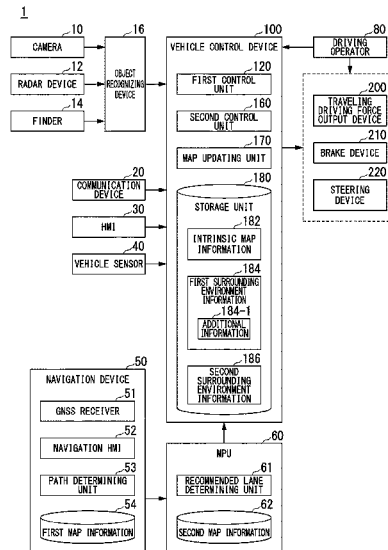 1
10
CAMERA
12
RADAR DEVICE
14
FINDER
16
OBJECT
RECOGNIZING
DEVICE
20
COMMUNICATION
DEVICE
30
HMI
40
VEHICLE SENSOR
100
VEHICLE CONTROL DEVICE
120
FIRST CONTROL
UNIT
160
SECOND CONTROL
UNIT
170
MAP UPDATING UNIT
180
STORAGE UNIT
182
INTRINSIC MAP
INFORMATION
184
FIRST SURROUNDING
ENVIRONMENT
INFORMATION
184-1
ADDITIONAL
INFORMATION
186
SECOND
SURROUNDING
ENVIRONMENT
INFORMATION
80
DRIVING
OPERATOR
200
TRAVELING
DRIVING FORCE
OUTPUT DEVICE
210
BRAKE DEVICE
220
STEERING
DEVICE
50
NAVIGATION DEVICE
51
GNSS RECEIVER
52
NAVIGATION HMI
53
PATH DETERMINING
UNIT
54
FIRST MAP INFORMATION
60
MPU
61
RECOMMENDED LANE
DETERMINING UNIT
62
SECOND MAP INFORMATION